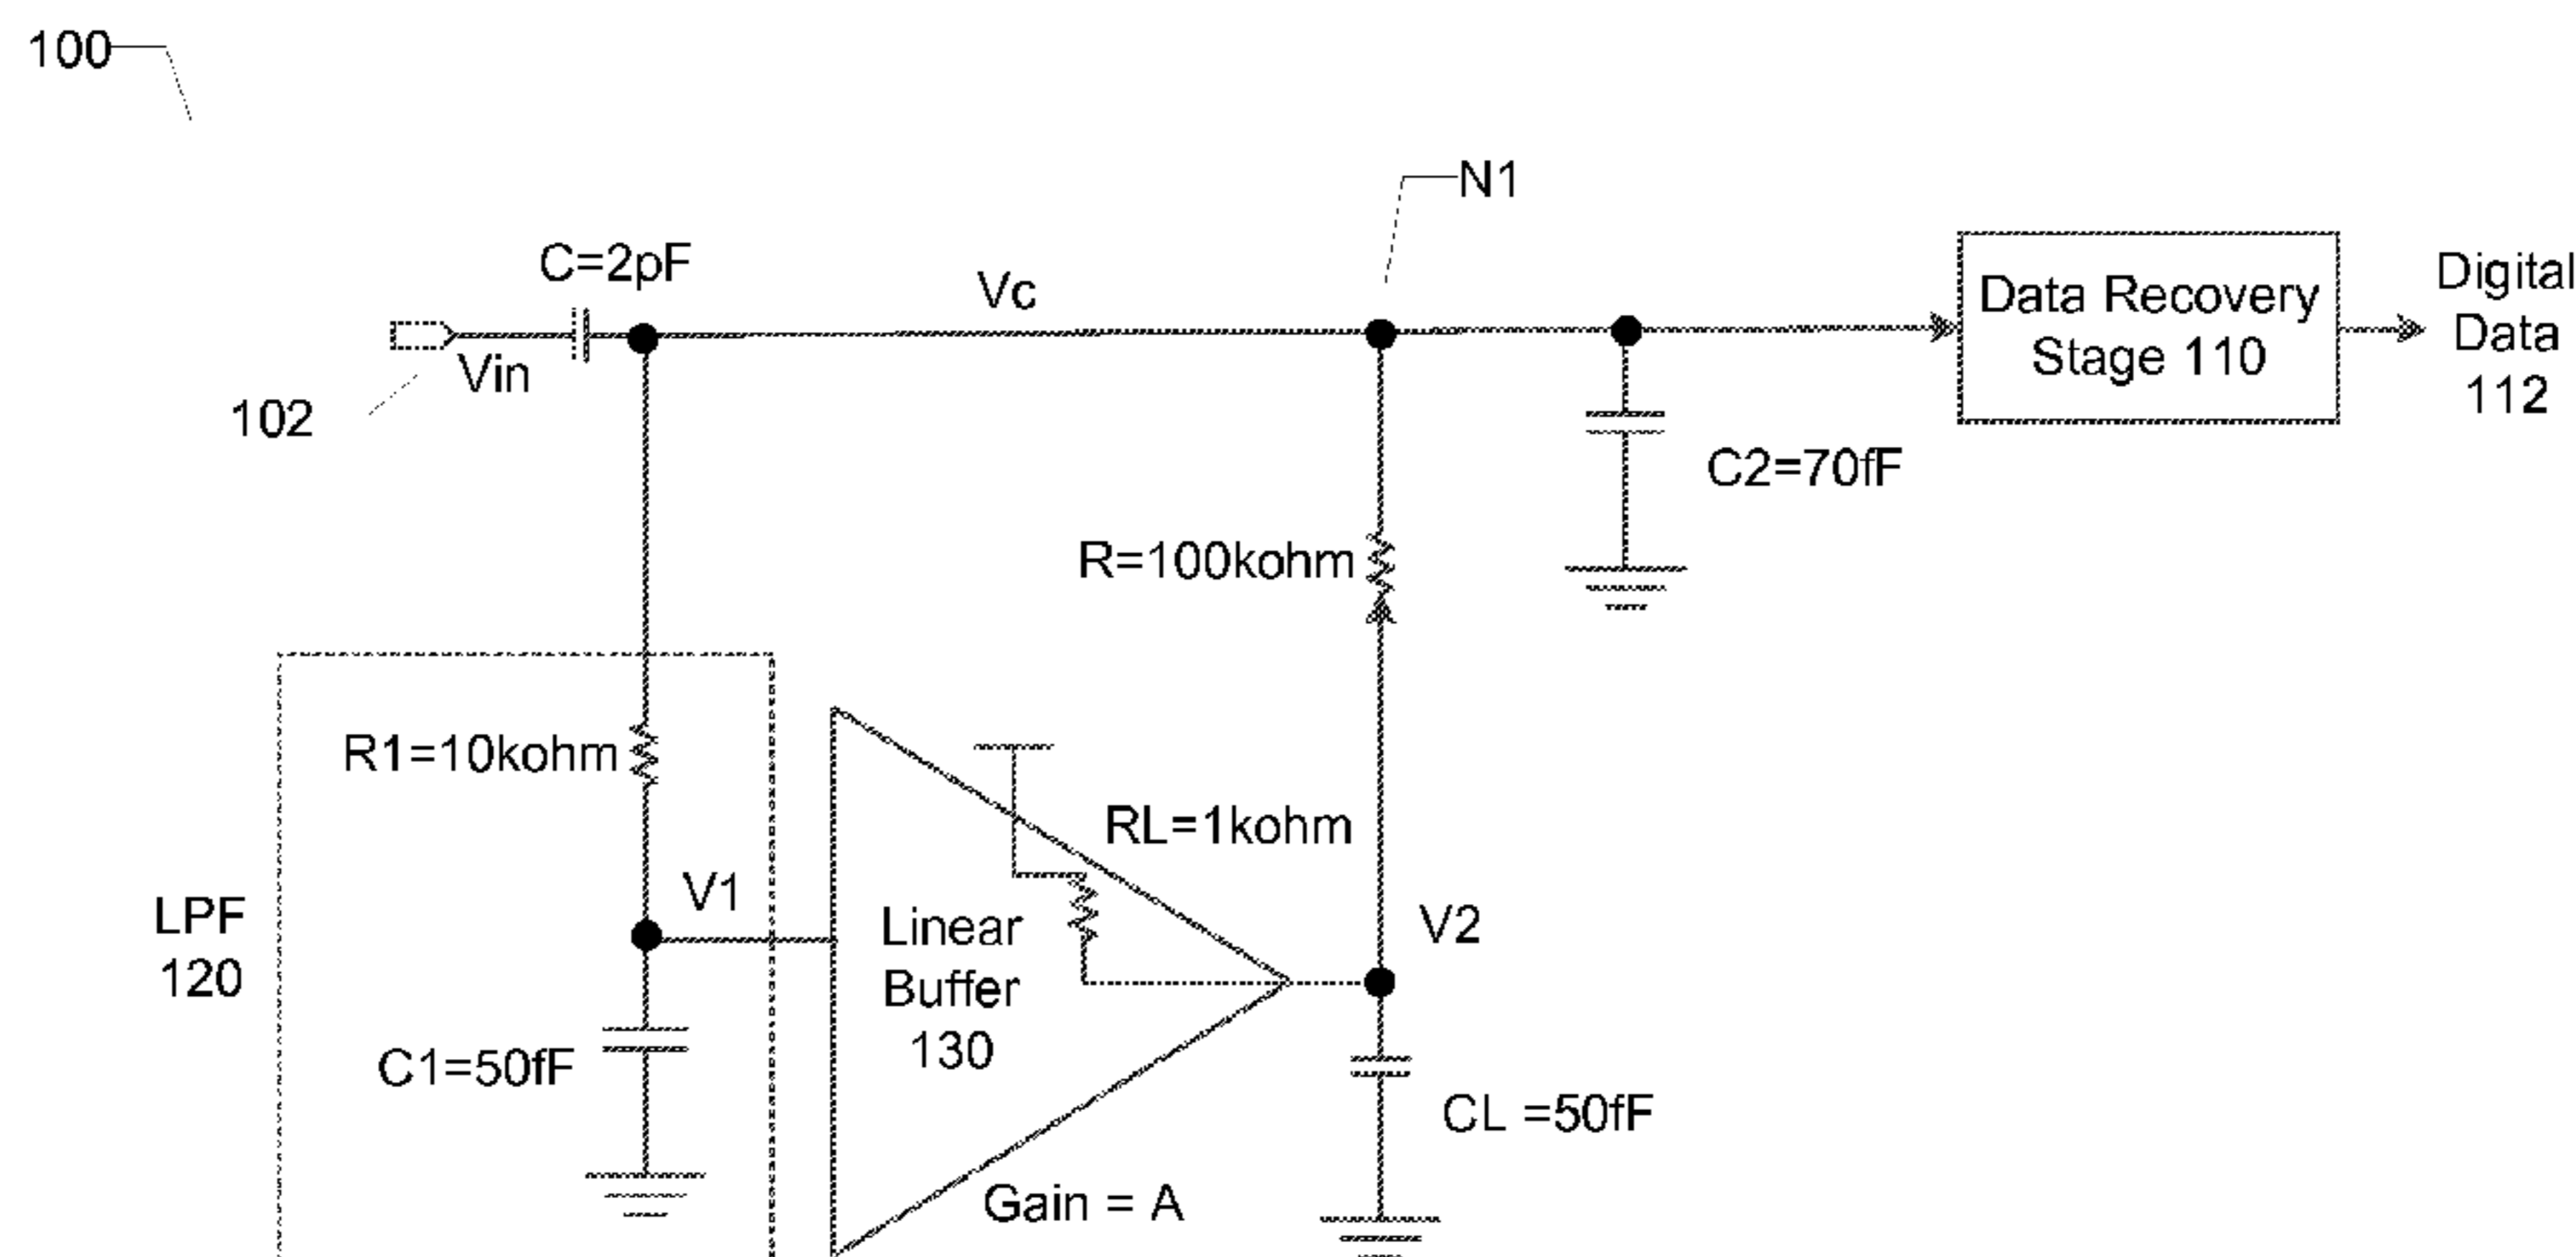 100
N1
C=2pF
Vc
Vin
102
Data Recovery
Stage 110
Digital
Data
112
C2=70fF
R=100kohm
R1=10kohm
RL=1kohm
LPF
120
V1
Linear
Buffer
130
V2
C1=50fF
CL =50fF
Gain = A